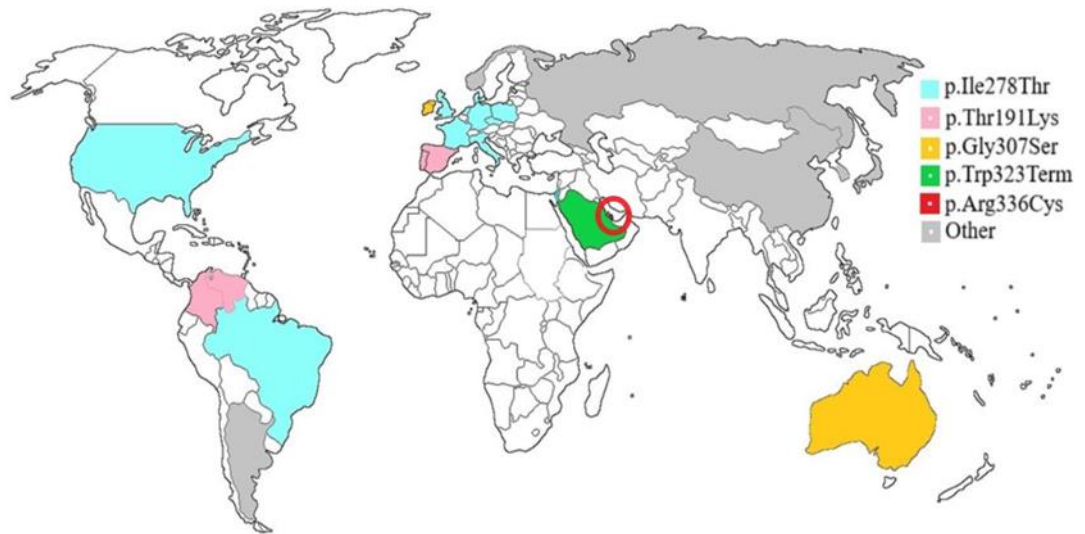 p.Ile278Thr
p.Thr191Lys
p.Gly307Ser
p.Trp323Term
p.Arg336Cys
Other